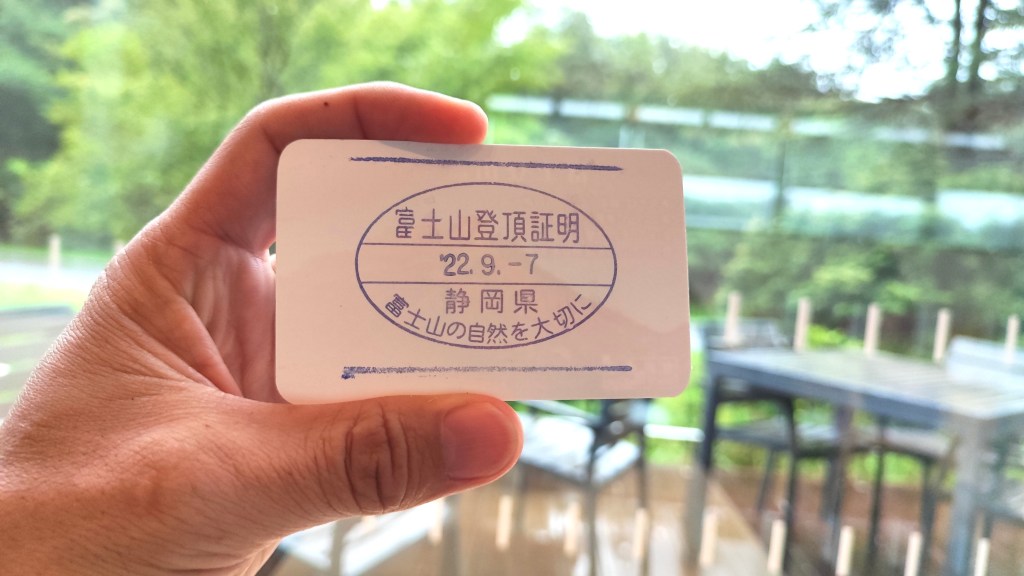 富士山登頂証明
'22.9.-7
静岡県
富士山の自然を大切に